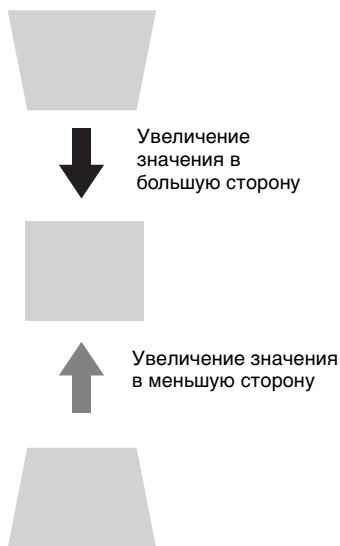 Увеличение
значения в
большую сторону
Увеличение значения
в меньшую сторону